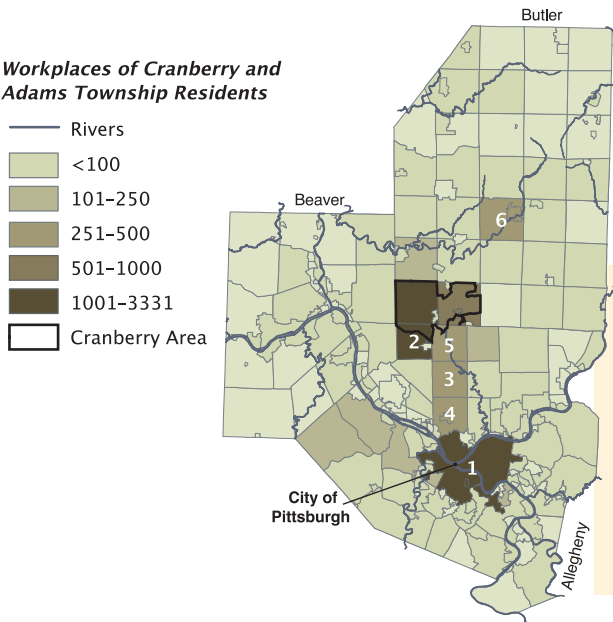 Butler
Workplaces of Cranberry and
Adams Township Residents
Rivers
<100
101–250
251–500
501–1000
1001–3331
Cranberry Area
Beaver
6
2
5
3
4
1
City of
Pittsburgh
Allegheny